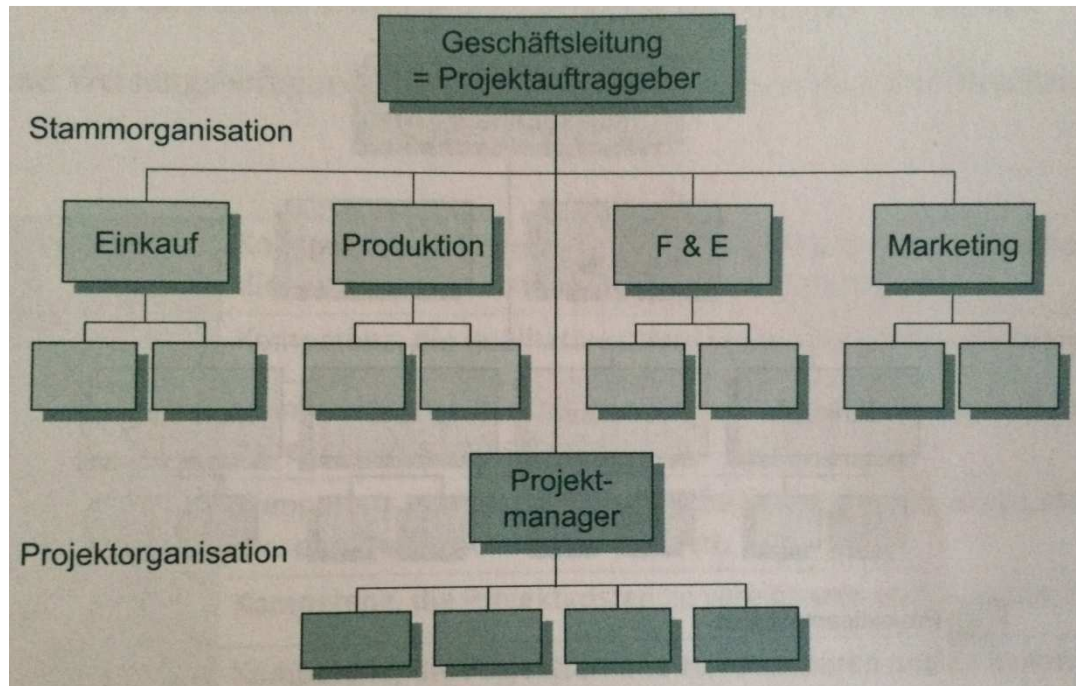 Geschäftsleitung
= Projektauftraggeber
Stammorganisation
Einkauf
Produktion
F & E
Marketing
Projekt-
manager
Projektorganisation